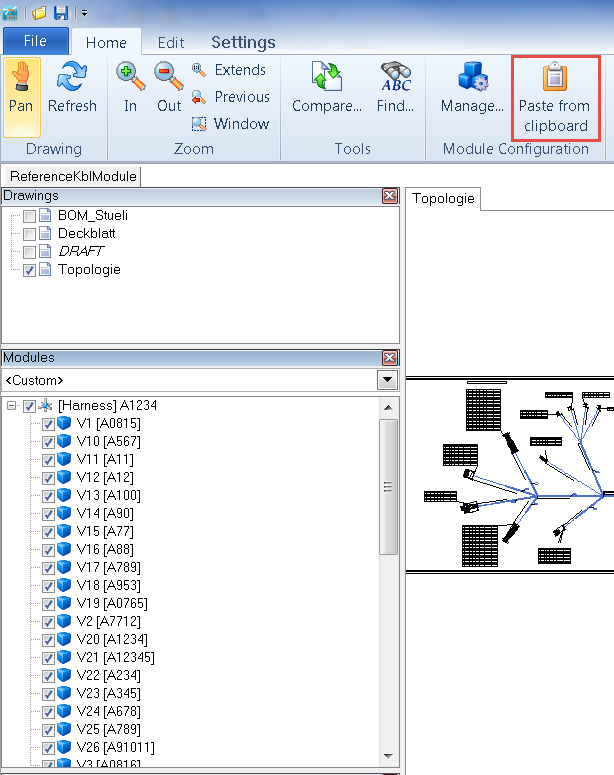 File Home Edit Settings
Pan Refresh In Out Extends Previous Window Compare... Find... Manage... Paste from clipboard
ABC
Drawing Zoom Tools Module Configuration
ReferenceKblModule
Drawings
BOM_Stueli
Deckblatt
DRAFT
Topologie
Modules
<Custom>
[Harness] A1234
V1 [A0815]
V10 [A567]
V11 [A11]
V12 [A12]
V13 [A100]
V14 [A90]
V15 [A77]
V16 [A88]
V17 [A789]
V18 [A953]
V19 [A0765]
V2 [A7712]
V20 [A1234]
V21 [A12345]
V22 [A234]
V23 [A345]
V24 [A678]
V25 [A789]
V26 [A91011]
V3 [A0816]
Topologie